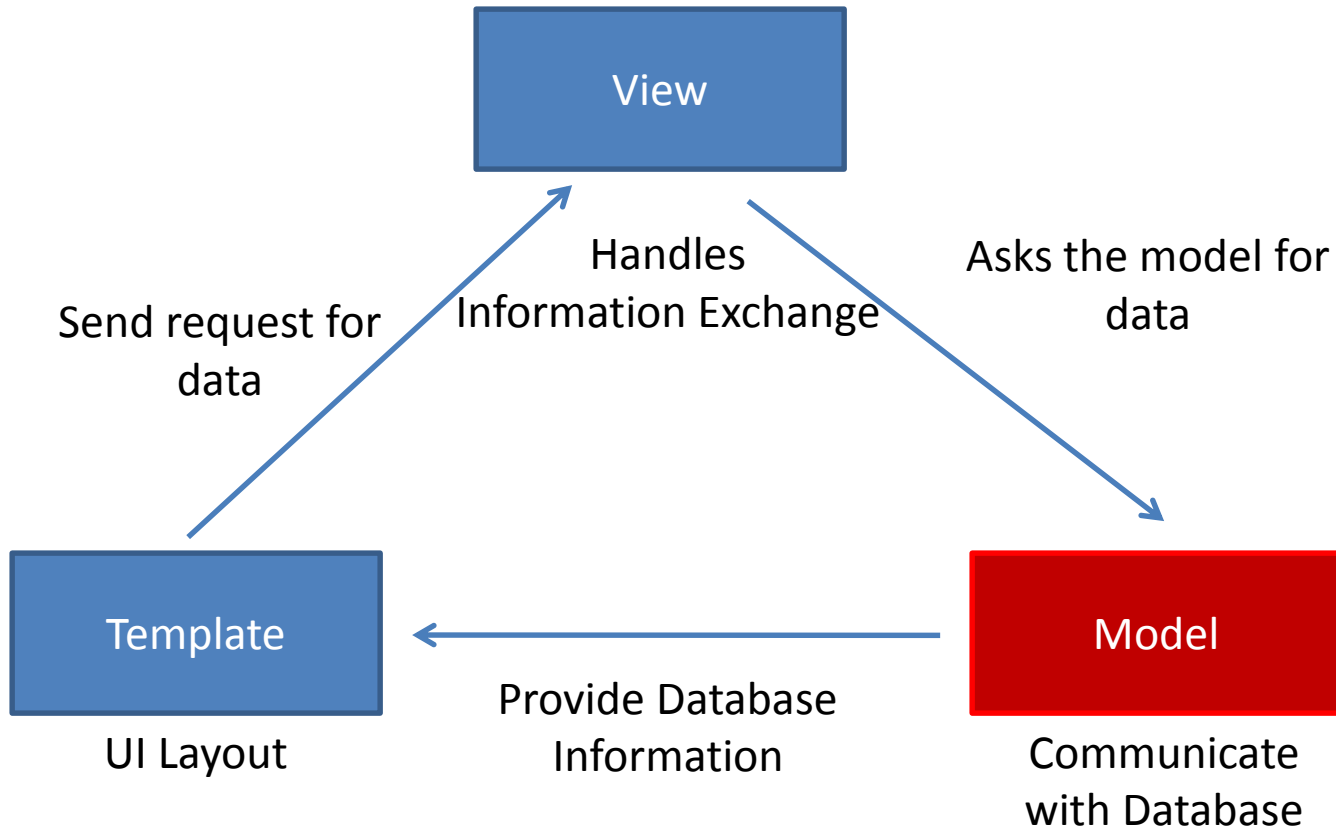 View
Handles
Information Exchange
Asks the model for
data
Send request for
data
Template
UI Layout
Provide Database
Information
Model
Communicate
with Database